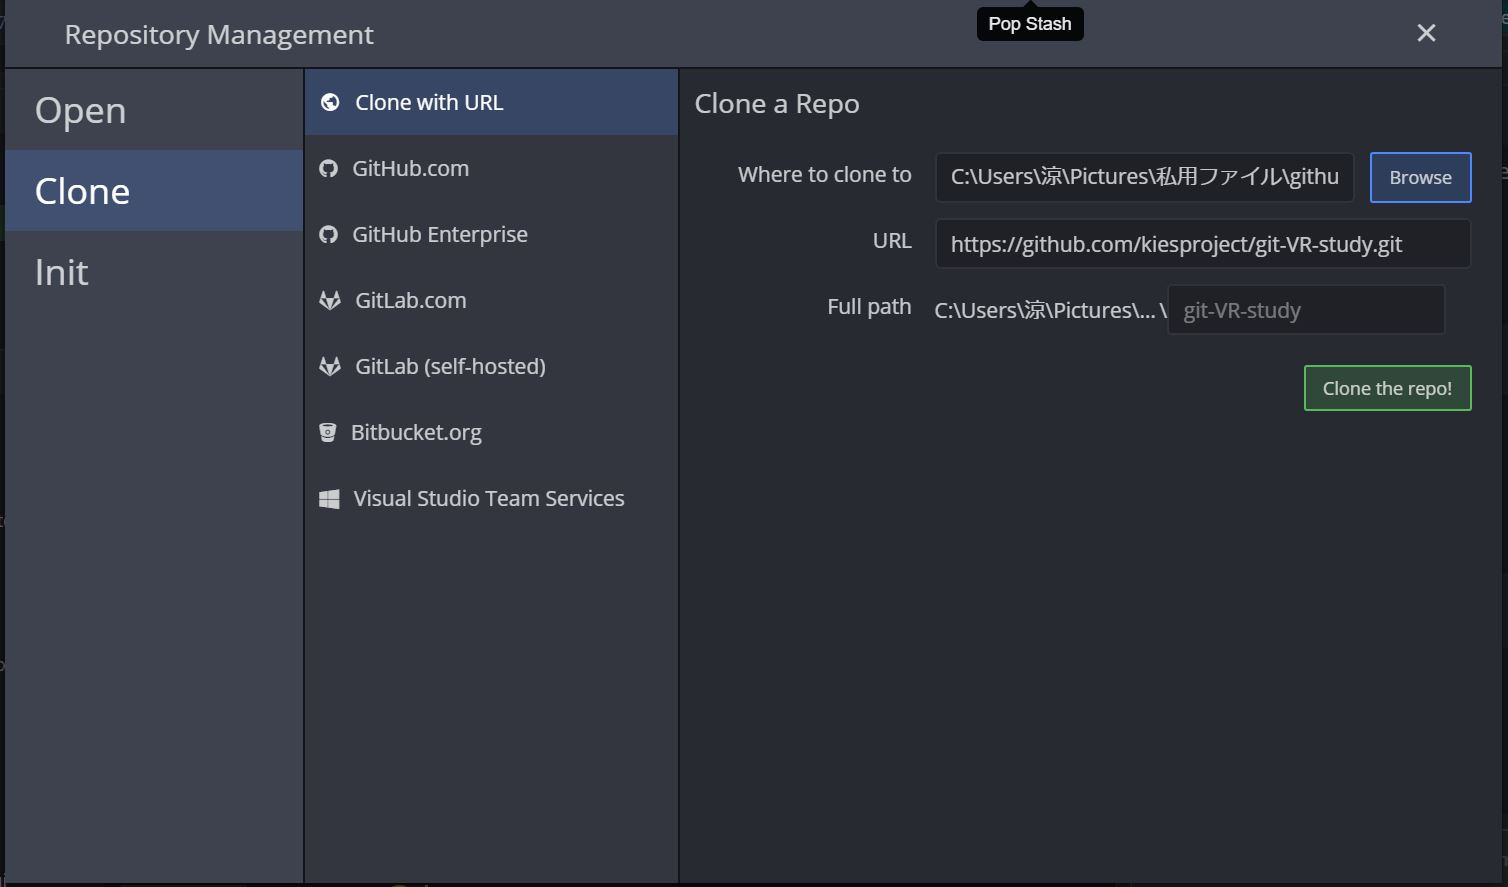 Pop Stash
Repository Management
Open
Clone
Init
Clone with URL
GitHub.com
GitHub Enterprise
GitLab.com
GitLab (self-hosted)
Bitbucket.org
Visual Studio Team Services
Clone a Repo
Where to clone to C:\Users\涼\Pictures\私用ファイル\githu Browse
URL https://github.com/kiesproject/git-VR-study.git
Full path C:\Users\涼\Pictures\... \ git-VR-study
Clone the repo!